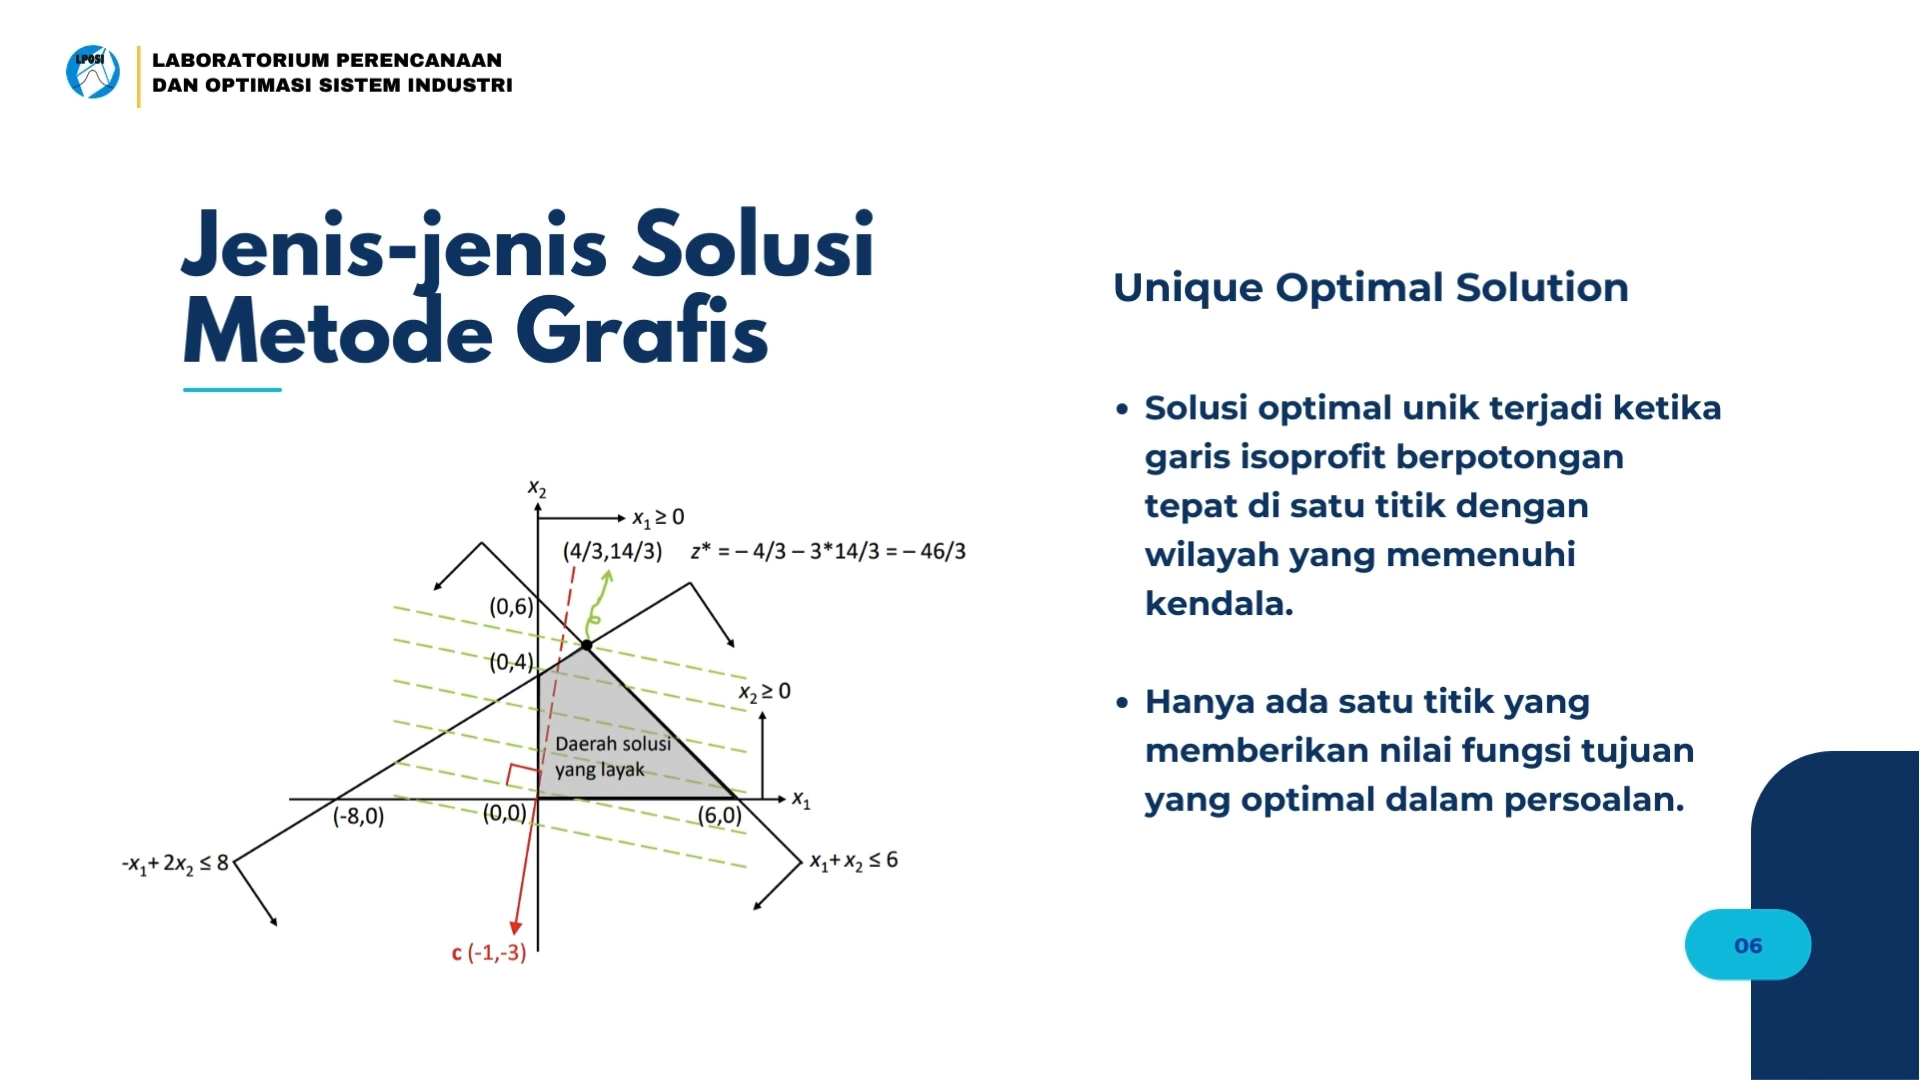 LPOSI
LABORATORIUM PERENCANAAN
DAN OPTIMASI SISTEM INDUSTRI
Jenis-jenis Solusi
Metode Grafis
x₂
x₁ ≥ 0
(4/3,14/3) z* = – 4/3 – 3*14/3 = – 46/3
(0,6)
(0,4)
x₂ ≥ 0
Daerah solusi
yang layak
x₁
(-8,0)
(0,0)
(6,0)
-x₁+ 2x₂ ≤ 8
x₁+ x₂ ≤ 6
c (-1,-3)
Unique Optimal Solution
• Solusi optimal unik terjadi ketika
garis isoprofit berpotongan
tepat di satu titik dengan
wilayah yang memenuhi
kendala.
• Hanya ada satu titik yang
memberikan nilai fungsi tujuan
yang optimal dalam persoalan.
06